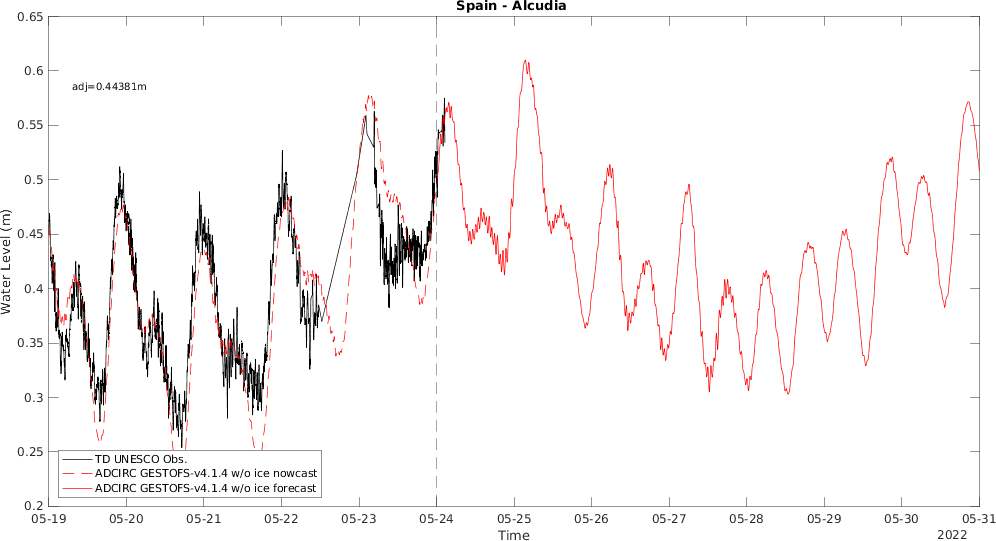 Spain - Alcudia
0.65
0.6
0.55
0.5
0.45
0.4
0.35
0.3
0.25
0.2
Water Level (m)
adj=0.44381m
TD UNESCO Obs.
ADCIRC GESTOFS-v4.1.4 w/o ice nowcast
ADCIRC GESTOFS-v4.1.4 w/o ice forecast
05-19 05-20 05-21 05-22 05-23 05-24 05-25 05-26 05-27 05-28 05-29 05-30 05-31
Time
2022